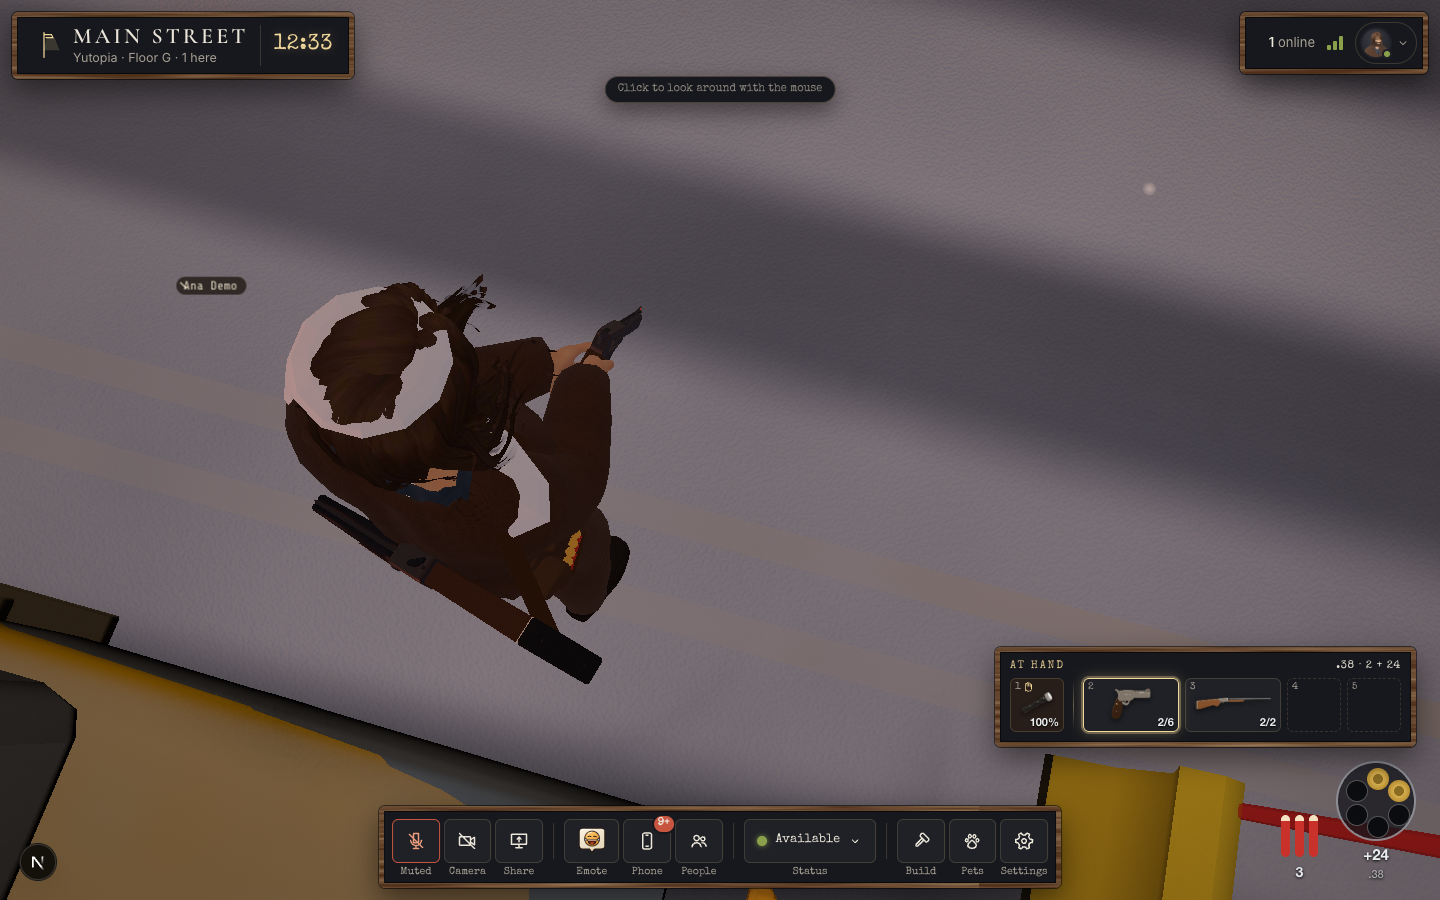 MAIN STREET
Yutopia · Floor G · 1 here
12:33
1 online
Click to look around with the mouse
Ana Demo
AT HAND
.38 · 2 + 24
1
100%
2
2/6
3
2/2
4
5
3
+24
.38
N
9+
Available
Muted
Camera
Share
Emote
Phone
People
Status
Build
Pets
Settings